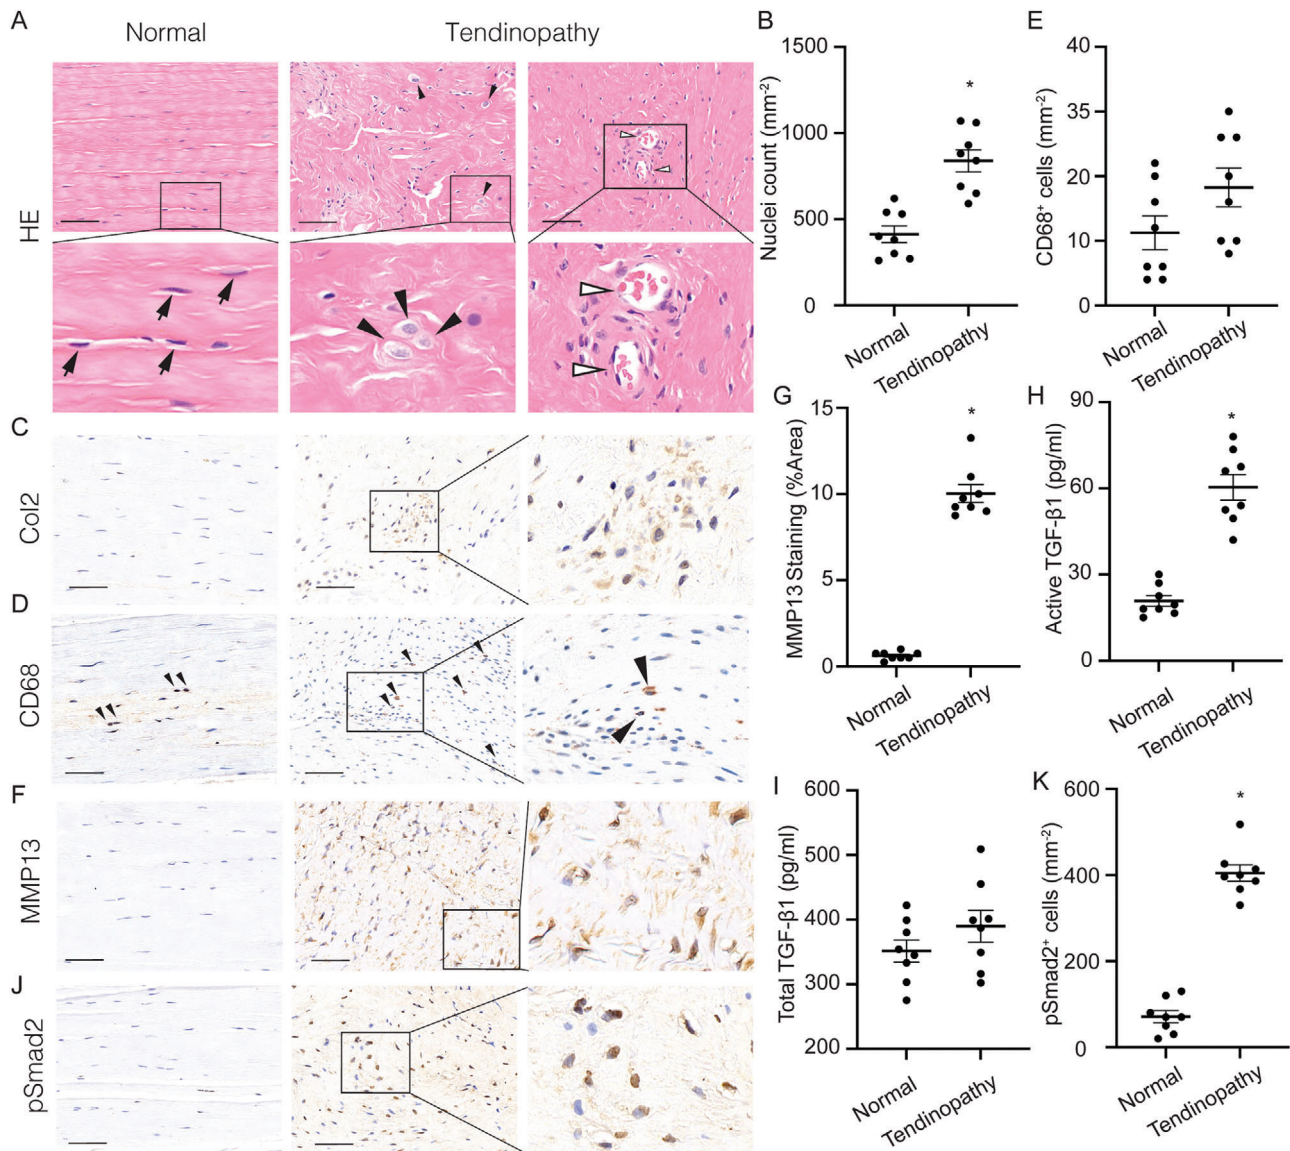 A
Normal
Tendinopathy
HE
B
Nuclei count (mm⁻²)
1500
1000
500
0
*
Normal
Tendinopathy
E
CD68⁺ cells (mm⁻²)
40
35
20
10
0
Normal
Tendinopathy
C
Col2
D
CD68
F
MMP13
J
pSmad2
G
MMP13 Staining (%Area)
15
10
5
0
*
Normal
Tendinopathy
H
Active TGF-β1 (pg/ml)
90
60
30
0
*
Normal
Tendinopathy
I
Total TGF-β1 (pg/ml)
600
500
400
300
200
Normal
Tendinopathy
K
pSmad2⁺ cells (mm⁻²)
600
400
200
0
*
Normal
Tendinopathy